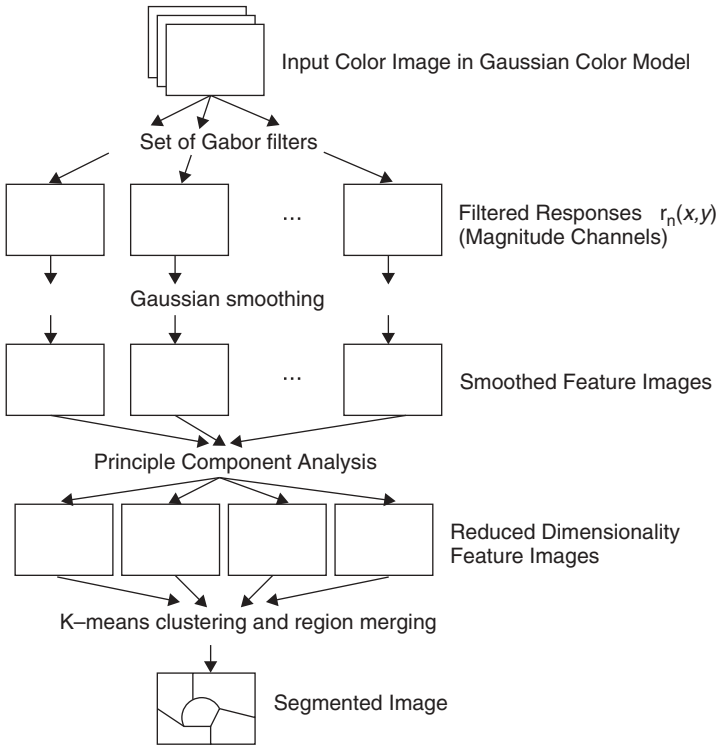 Input Color Image in Gaussian Color Model
Set of Gabor filters
... Filtered Responses rₙ(x,y)
(Magnitude Channels)
Gaussian smoothing
... Smoothed Feature Images
Principle Component Analysis
Reduced Dimensionality
Feature Images
K–means clustering and region merging
Segmented Image